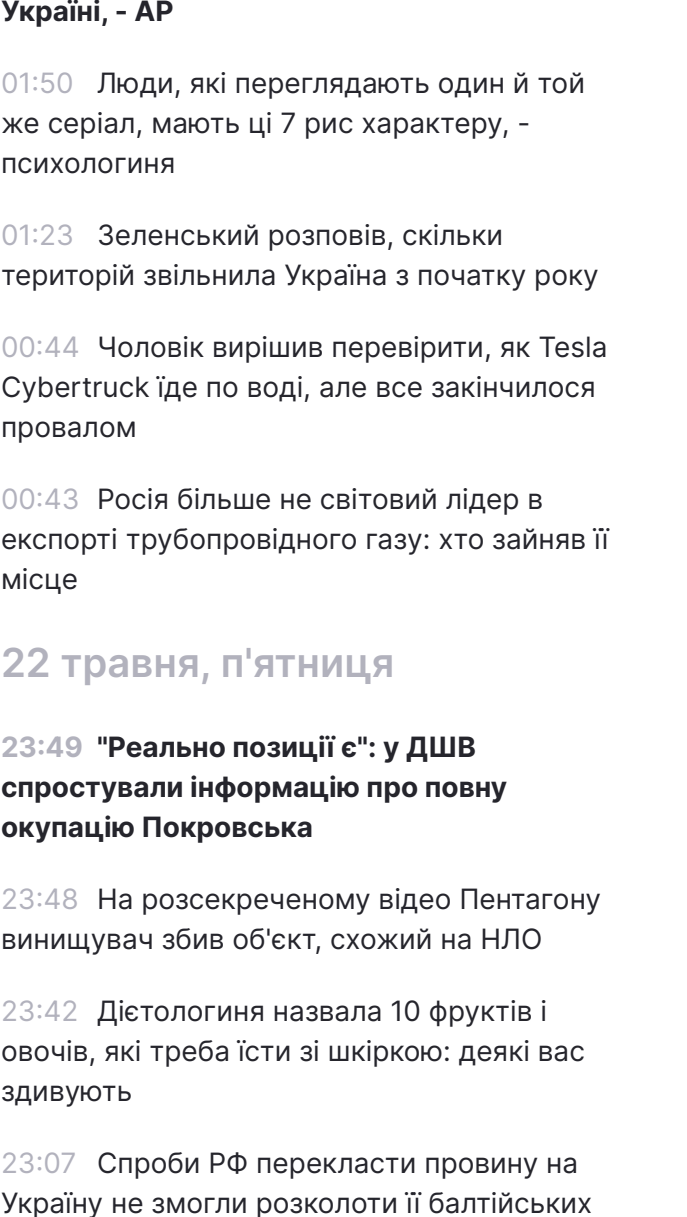 Україні, - AP
01:50 Люди, які переглядають один й той
же серіал, мають ці 7 рис характеру, -
психологиня
01:23 Зеленський розповів, скільки
територій звільнила Україна з початку року
00:44 Чоловік вирішив перевірити, як Tesla
Cybertruck їде по воді, але все закінчилося
провалом
00:43 Росія більше не світовий лідер в
експорті трубопровідного газу: хто зайняв її
місце
22 травня, п'ятниця
23:49 "Реально позиції є": у ДШВ
спростували інформацію про повну
окупацію Покровська
23:48 На розсекреченому відео Пентагону
винищувач збив об'єкт, схожий на НЛО
23:42 Дієтологиня назвала 10 фруктів і
овочів, які треба їсти зі шкіркою: деякі вас
здивують
23:07 Спроби РФ перекласти провину на
Україну не змогли розколоти її балтійських